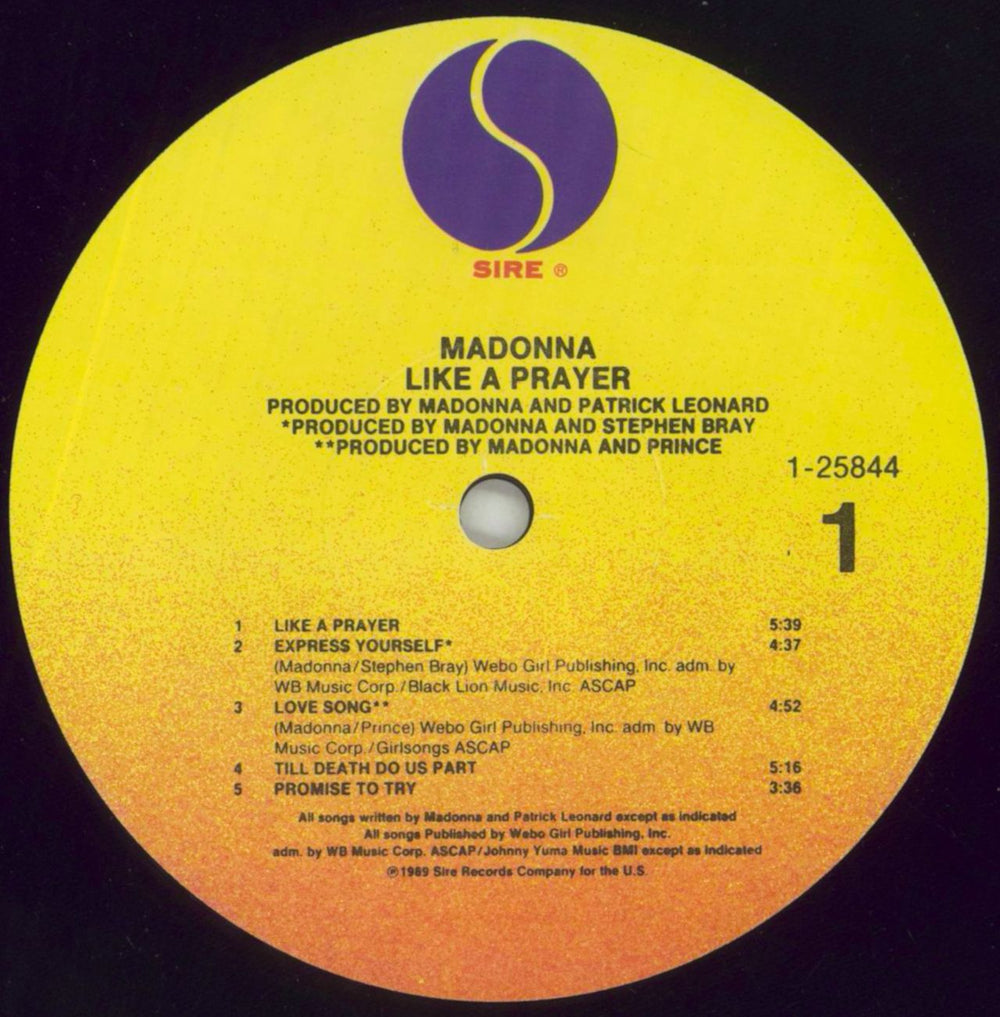 SIRE ®
MADONNA
LIKE A PRAYER
PRODUCED BY MADONNA AND PATRICK LEONARD
*PRODUCED BY MADONNA AND STEPHEN BRAY
**PRODUCED BY MADONNA AND PRINCE
1-25844
1
1 LIKE A PRAYER 5:39
2 EXPRESS YOURSELF* 4:37
(Madonna/Stephen Bray) Webo Girl Publishing, Inc. adm. by
WB Music Corp./Black Lion Music, Inc. ASCAP
3 LOVE SONG** 4:52
(Madonna/Prince) Webo Girl Publishing, Inc. adm. by WB
Music Corp./Girlsongs ASCAP
4 TILL DEATH DO US PART 5:16
5 PROMISE TO TRY 3:36
All songs written by Madonna and Patrick Leonard except as indicated
All songs Published by Webo Girl Publishing, Inc.
adm. by WB Music Corp. ASCAP/Johnny Yuma Music BMI except as indicated
℗1989 Sire Records Company for the U.S.